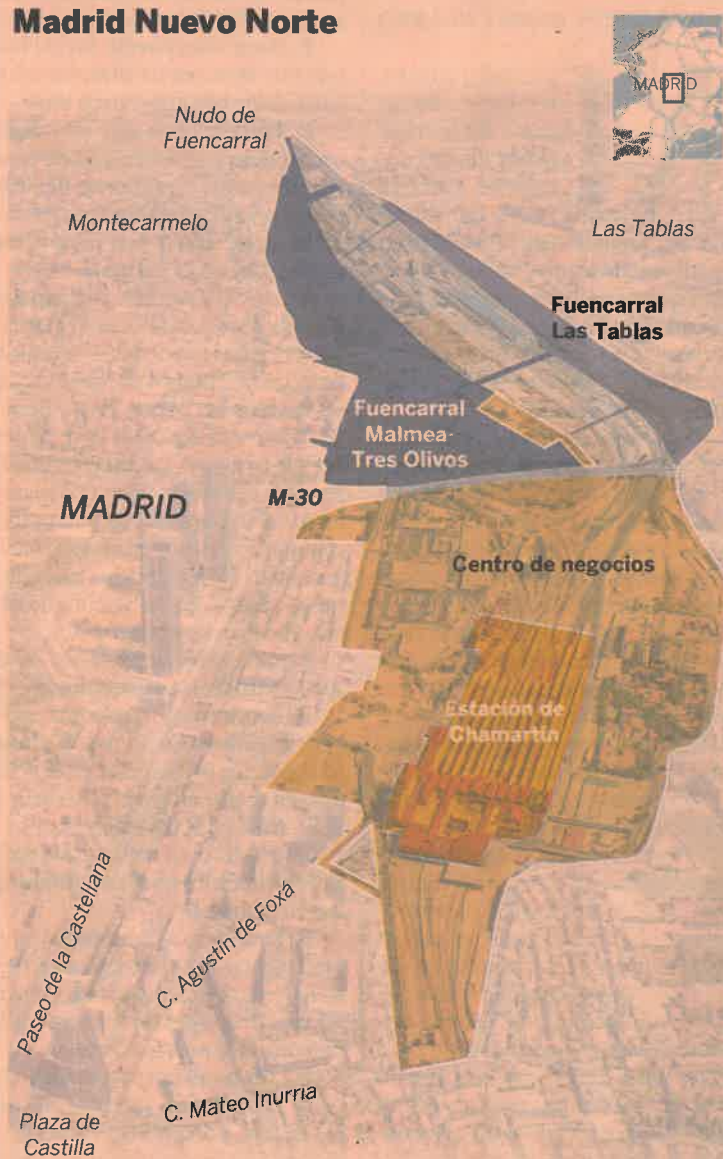 Madrid Nuevo Norte
MADRID
Nudo de
Fuencarral
Montecarmelo
Las Tablas
Fuencarral
Las Tablas
Fuencarral
Malmea-
Tres Olivos
MADRID
M-30
Centro de negocios
Estación de
Chamartín
Paseo de la Castellana
C. Agustín de Foxá
C. Mateo Inurria
Plaza de
Castilla